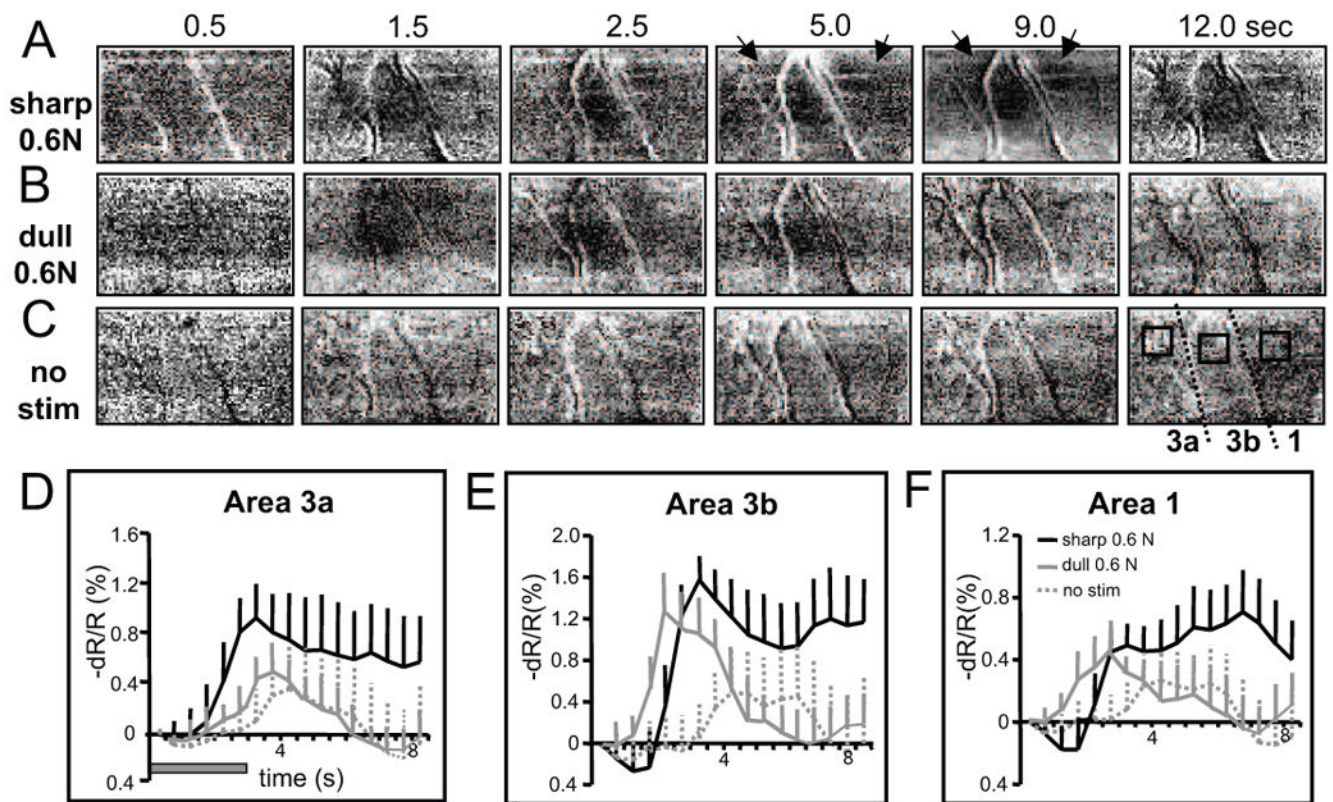 A
0.5 1.5 2.5 5.0 9.0 12.0 sec
sharp
0.6N
B
dull
0.6N
C
no
stim
3a 3b 1
D
Area 3a
-dR/R (%)
1.6
1.2
0.8
0.4
0
0.4
4 8
time (s)
E
Area 3b
-dR/R(%)
2.0
1.6
1.2
0.8
0.4
0
0.4
4 8
F
Area 1
-dR/R(%)
1.2
0.8
0.4
0
0.4
4 8
sharp 0.6 N
dull 0.6 N
no stim